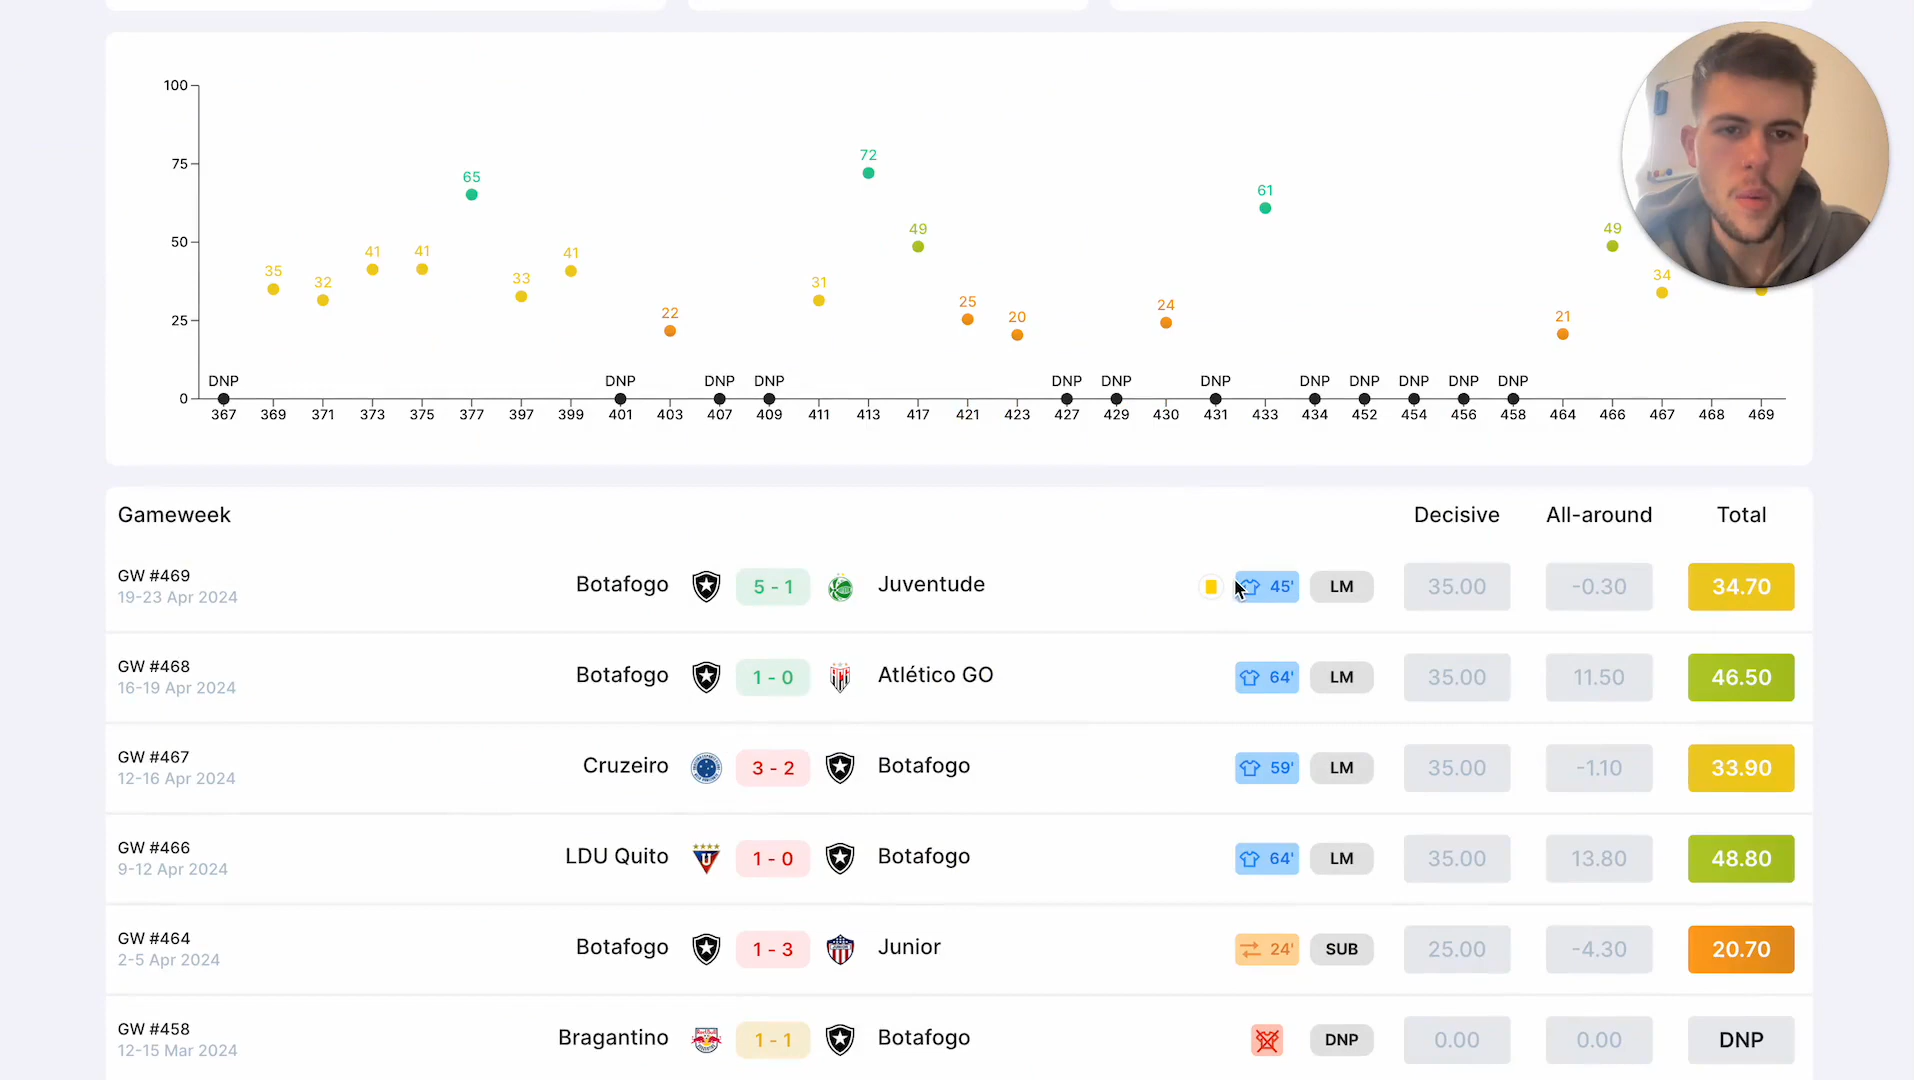 100
75
50
25
0
DNP 35 32 41 41 65 33 41 DNP 22 DNP DNP 31 72 49 25 20 DNP DNP 24 DNP 61 DNP DNP DNP DNP DNP 21 49 34
367 369 371 373 375 377 397 399 401 403 407 409 411 413 417 421 423 427 429 430 431 433 434 452 454 456 458 464 466 467 468 469
Gameweek Decisive All-around Total
GW #469
19-23 Apr 2024
Botafogo 5 - 1 Juventude 45' LM 35.00 -0.30 34.70
GW #468
16-19 Apr 2024
Botafogo 1 - 0 Atlético GO 64' LM 35.00 11.50 46.50
GW #467
12-16 Apr 2024
Cruzeiro 3 - 2 Botafogo 59' LM 35.00 -1.10 33.90
GW #466
9-12 Apr 2024
LDU Quito 1 - 0 Botafogo 64' LM 35.00 13.80 48.80
GW #464
2-5 Apr 2024
Botafogo 1 - 3 Junior 24' SUB 25.00 -4.30 20.70
GW #458
12-15 Mar 2024
Bragantino 1 - 1 Botafogo DNP 0.00 0.00 DNP